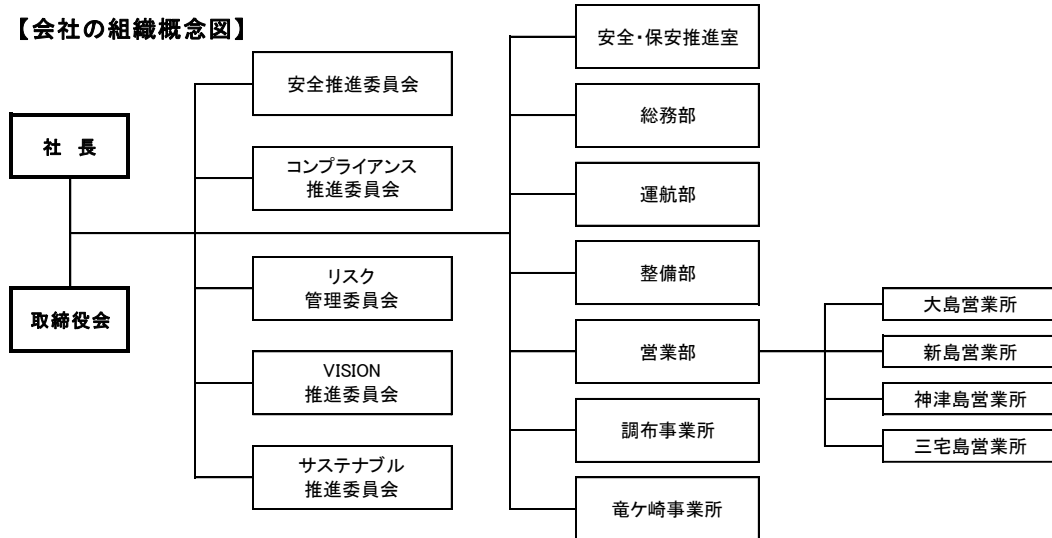 【会社の組織概念図】
社 長
取締役会
安全推進委員会
コンプライアンス
推進委員会
リスク
管理委員会
VISION
推進委員会
サステナブル
推進委員会
安全・保安推進室
総務部
運航部
整備部
営業部
調布事業所
竜ケ崎事業所
大島営業所
新島営業所
神津島営業所
三宅島営業所